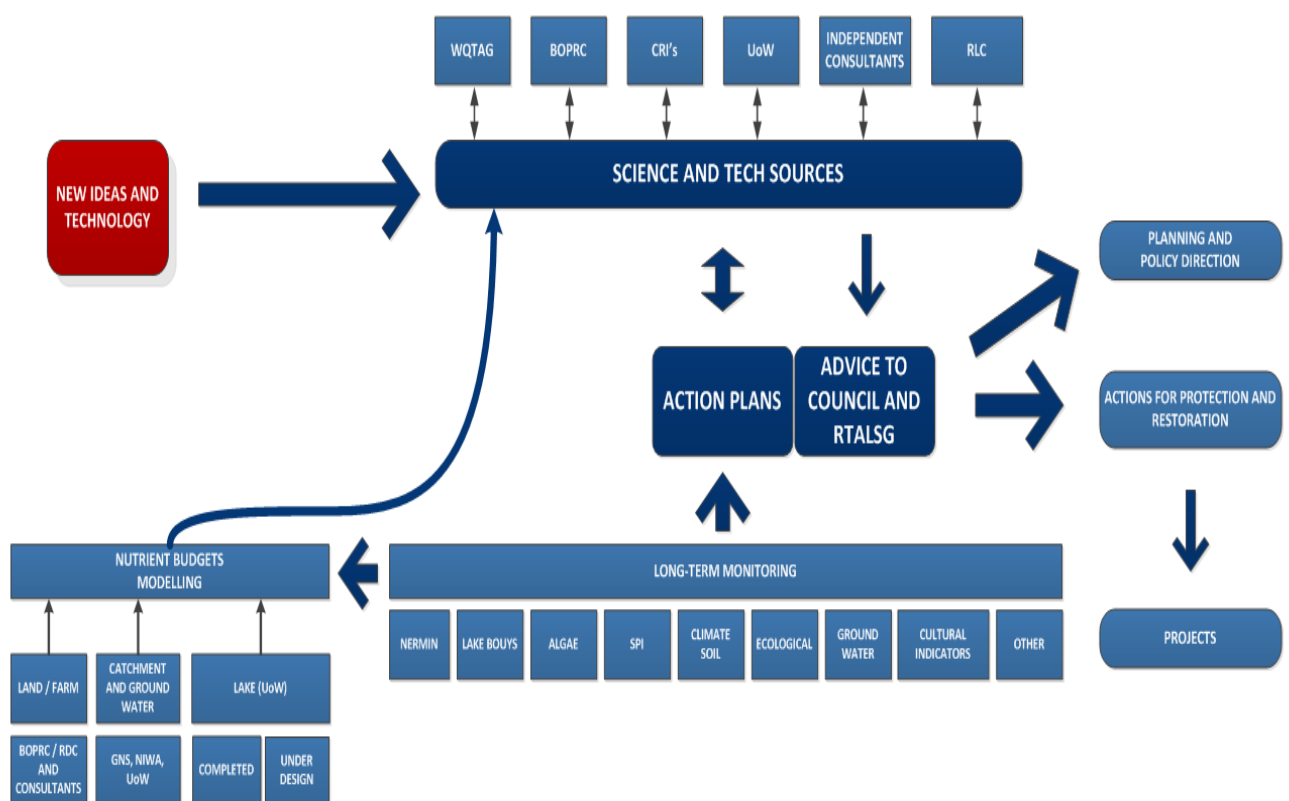 WQTAG
BOPRC
CRI's
UoW
INDEPENDENT
CONSULTANTS
RLC
SCIENCE AND TECH SOURCES
NEW IDEAS AND
TECHNOLOGY
PLANNING AND
POLICY DIRECTION
ACTION PLANS
ADVICE TO
COUNCIL AND
RTALSG
ACTIONS FOR PROTECTION AND
RESTORATION
NUTRIENT BUDGETS
MODELLING
LONG-TERM MONITORING
NERMIN
LAKE BOUYS
ALGAE
SPI
CLIMATE
SOIL
ECOLOGICAL
GROUND
WATER
CULTURAL
INDICATORS
OTHER
PROJECTS
LAND / FARM
CATCHMENT
AND GROUND
WATER
LAKE (UoW)
BOPRC / RDC
AND
CONSULTANTS
GNS, NIWA,
UoW
COMPLETED
UNDER
DESIGN